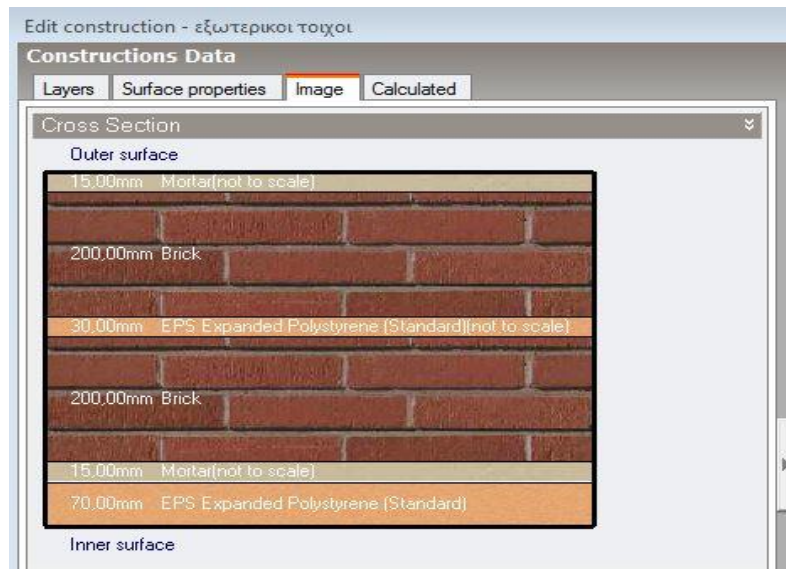 Edit construction - εξωτερικοι τοιχοι
Constructions Data
Layers Surface properties Image Calculated
Cross Section
Outer surface
15,00mm Mortar(not to scale)
200,00mm Brick
30,00mm EPS Expanded Polystyrene (Standard)(not to scale)
200,00mm Brick
15,00mm Mortar(not to scale)
70,00mm EPS Expanded Polystyrene (Standard)
Inner surface